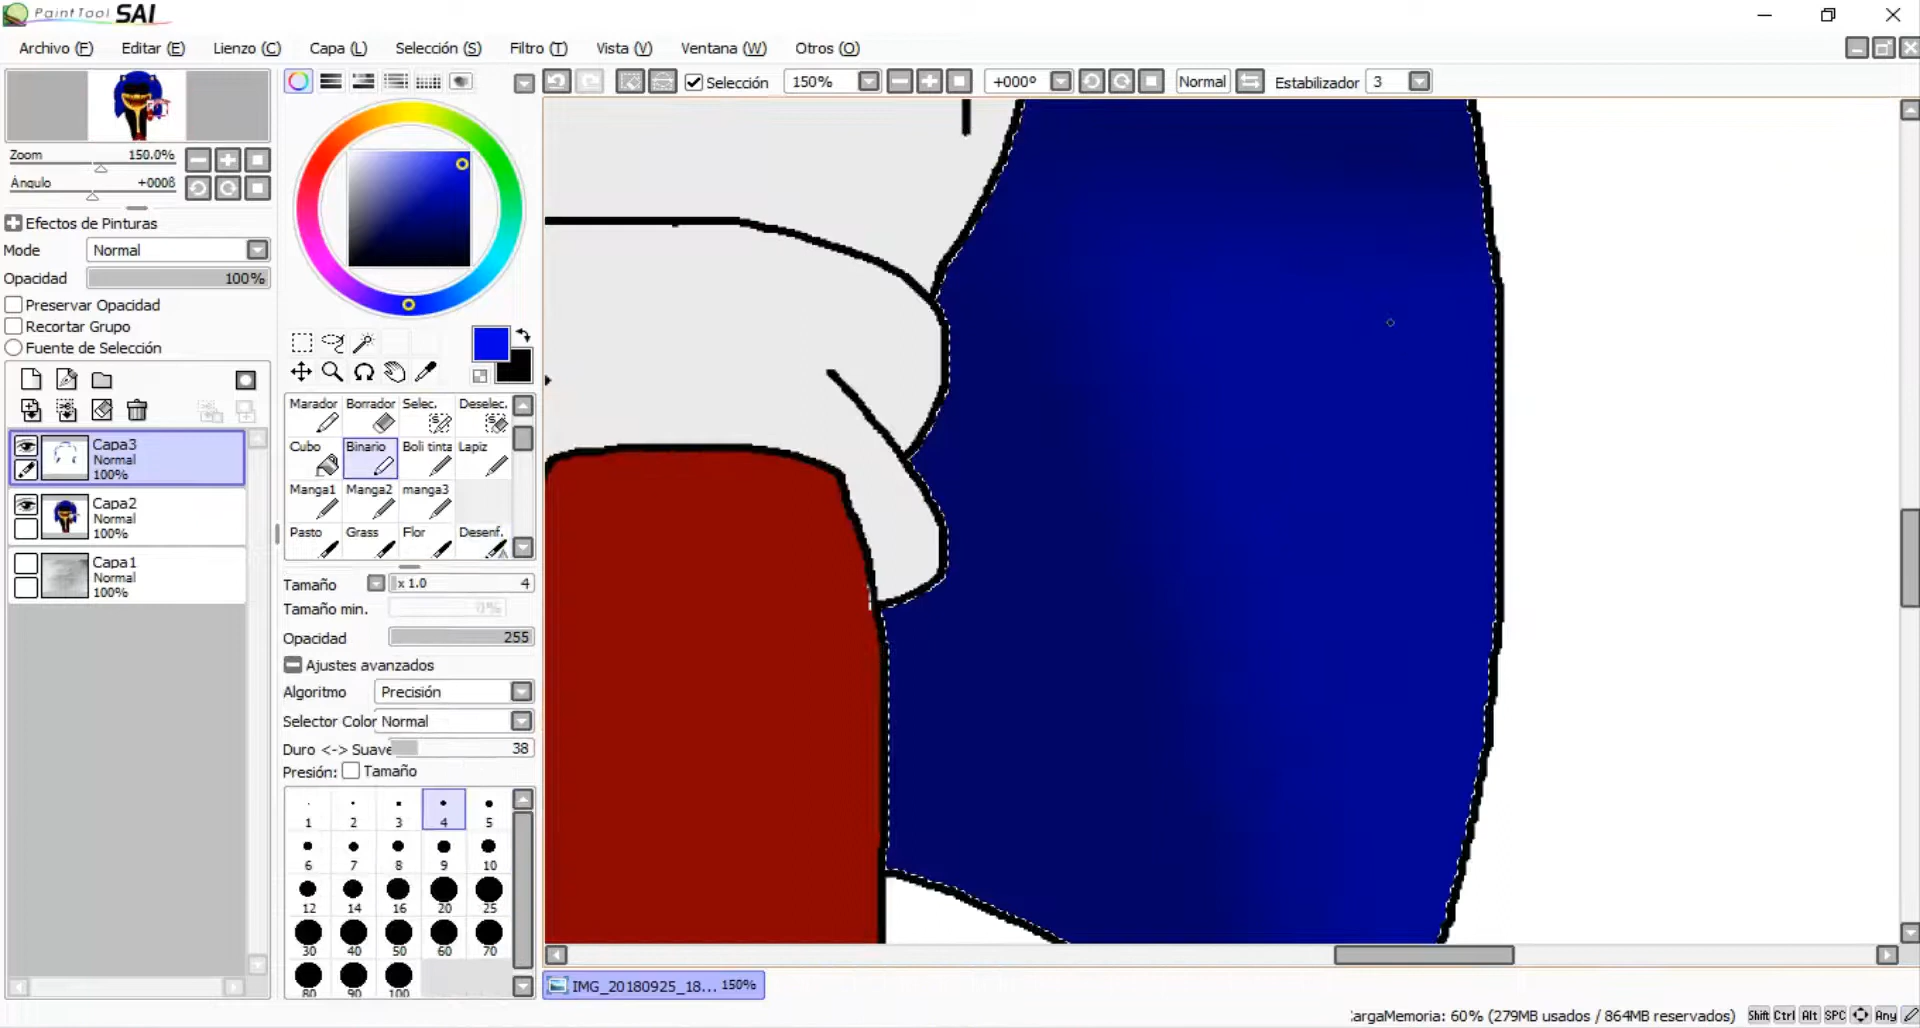 PaintTool SAI
Archivo (F) Editar (E) Lienzo (C) Capa (L) Selección (S) Filtro (T) Vista (V) Ventana (W) Otros (O)
Selección 150% +000º Normal Estabilizador 3
Zoom 150.0%
Ángulo +000ß
Efectos de Pinturas
Mode Normal
Opacidad 100%
Preservar Opacidad
Recortar Grupo
Fuente de Selección
Capa3
Normal
100%
Capa2
Normal
100%
Capa1
Normal
100%
Marador Borrador Selec. Deselec.
Cubo Binario Boli tinta Lapiz
Manga1 Manga2 manga3
Pasto Grass Flor Desenf.
Tamaño x 1.0 4
Tamaño min. 0%
Opacidad 255
Ajustes avanzados
Algoritmo Precisión
Selector Color Normal
Duro <-> Suave 38
Presión: Tamaño
1 2 3 4 5
6 7 8 9 10
12 14 16 20 25
30 40 50 60 70
80 90 100
IMG_20180925_18... 150%
CargaMemoria: 60% (279MB usados / 864MB reservados) Shift Ctrl Alt SPC Any